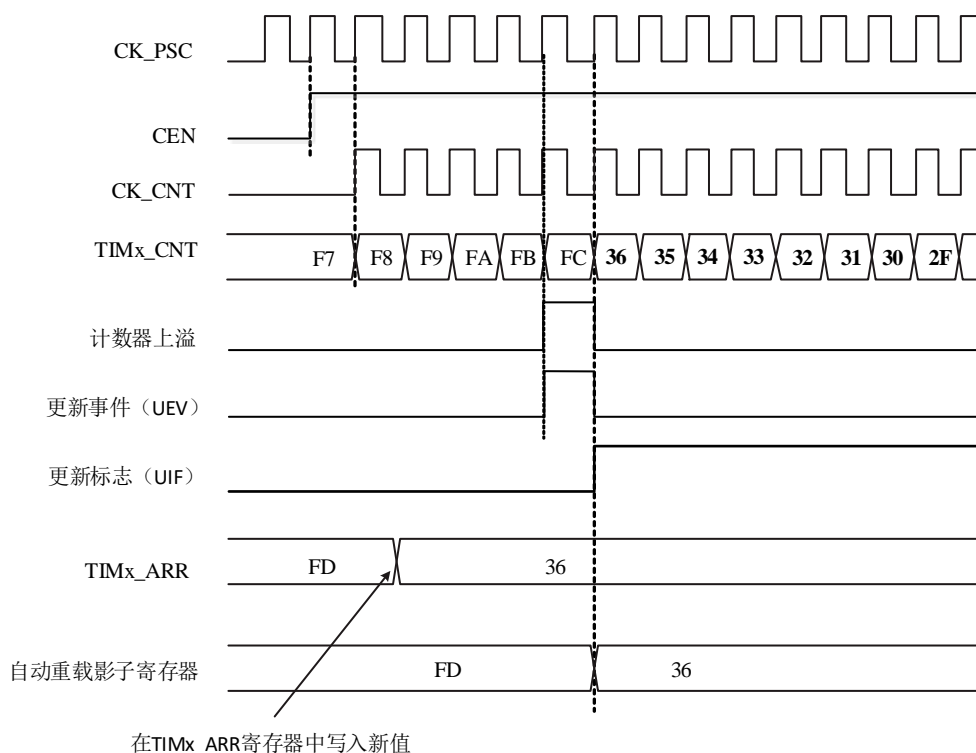 CK_PSC
CEN
CK_CNT
TIMx_CNT F7 F8 F9 FA FB FC 36 35 34 33 32 31 30 2F
计数器上溢
更新事件（UEV）
更新标志（UIF）
TIMx_ARR FD 36
自动重载影子寄存器 FD 36
在TIMx ARR寄存器中写入新值